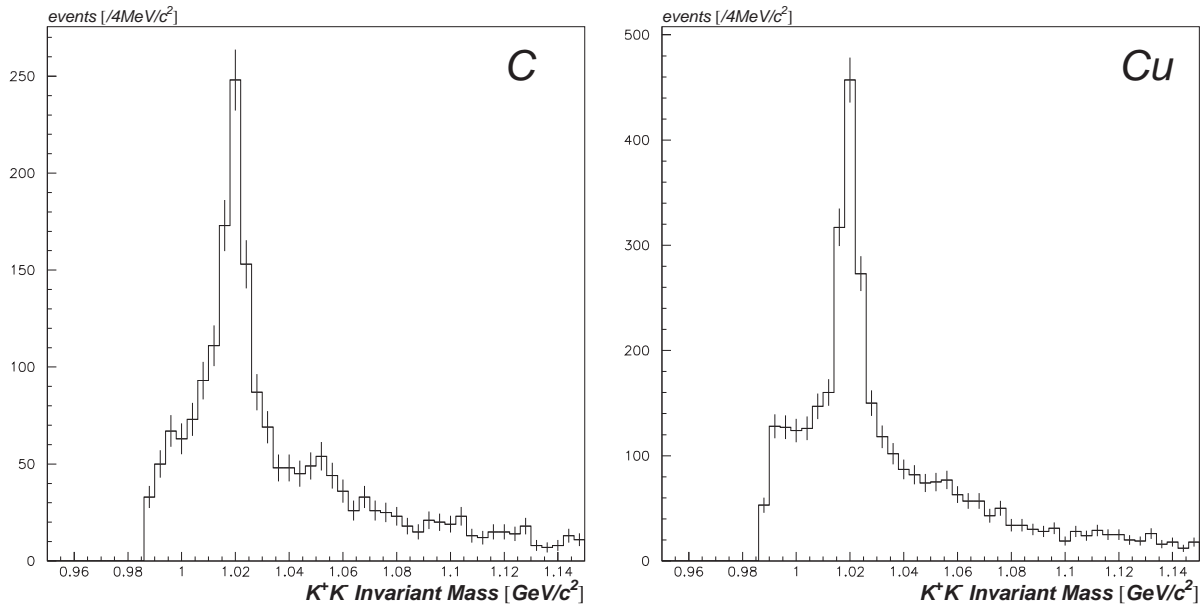 events [/4MeV/c²]
C
250
200
150
100
50
0
0.96 0.98 1 1.02 1.04 1.06 1.08 1.1 1.12 1.14
K⁺K⁻ Invariant Mass [GeV/c²]
events [/4MeV/c²]
Cu
500
400
300
200
100
0
0.96 0.98 1 1.02 1.04 1.06 1.08 1.1 1.12 1.14
K⁺K⁻ Invariant Mass [GeV/c²]